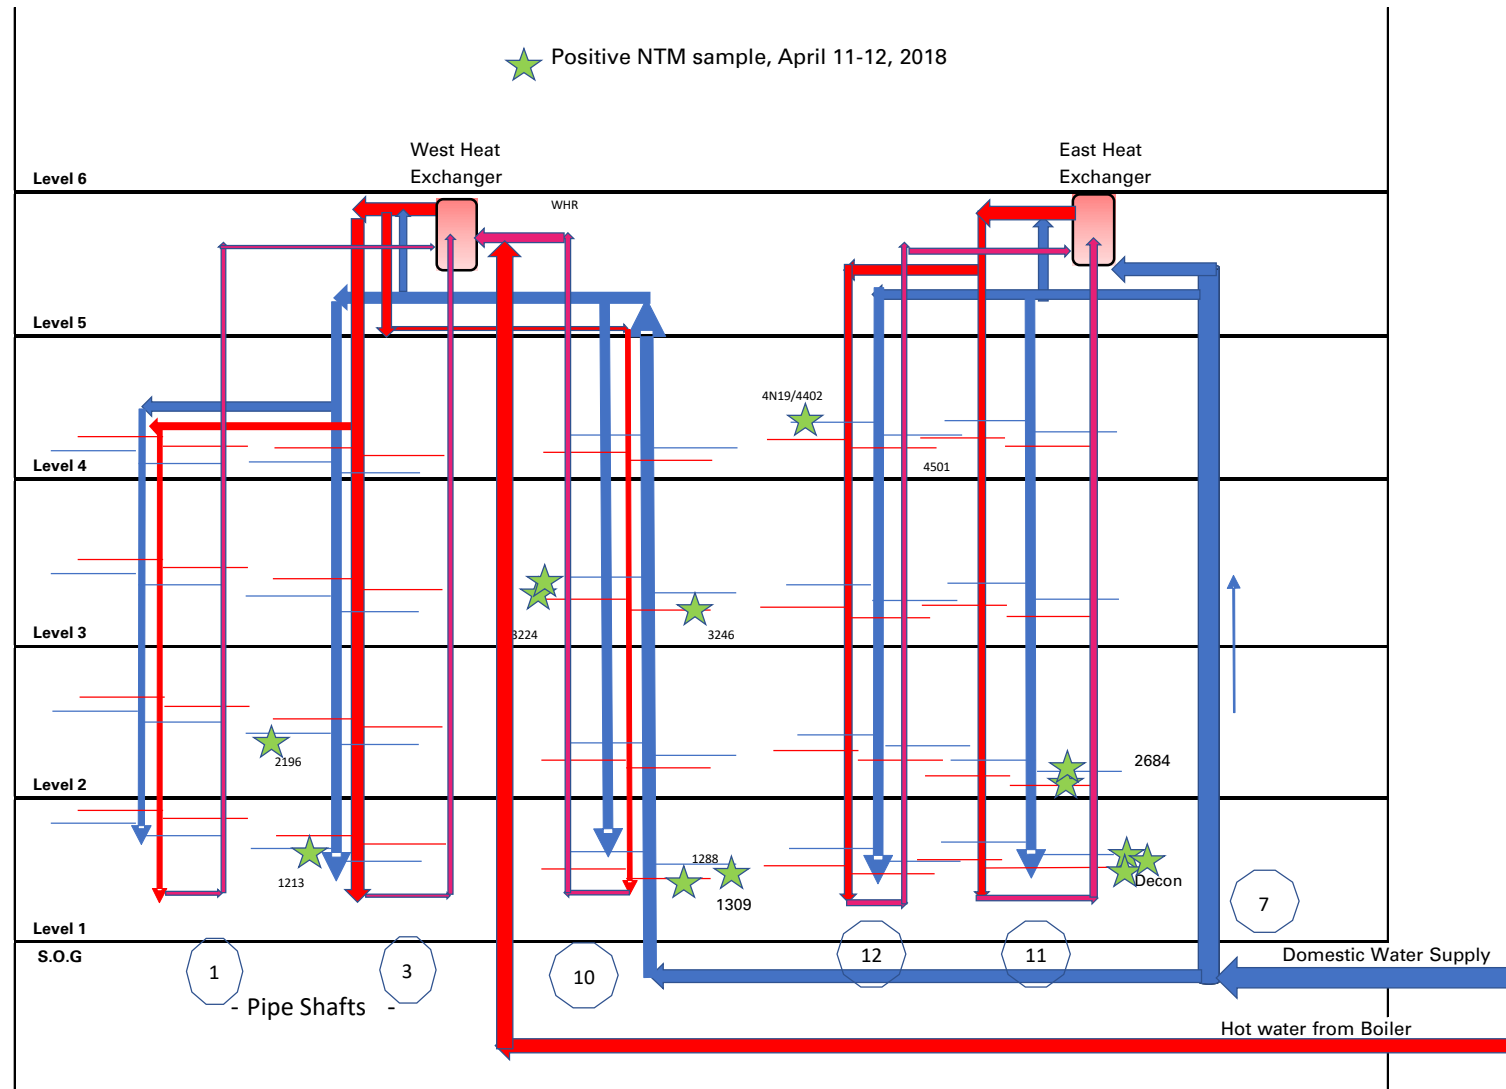 Positive NTM sample, April 11-12, 2018
West Heat
Exchanger
East Heat
Exchanger
Level 6
WHR
Level 5
4N19/4402
Level 4
4501
Level 3
3224
3246
2196
2684
Level 2
1288
1213
Decon
1309
7
Level 1
S.O.G
1
3
10
12
11
Domestic Water Supply
- Pipe Shafts -
Hot water from Boiler